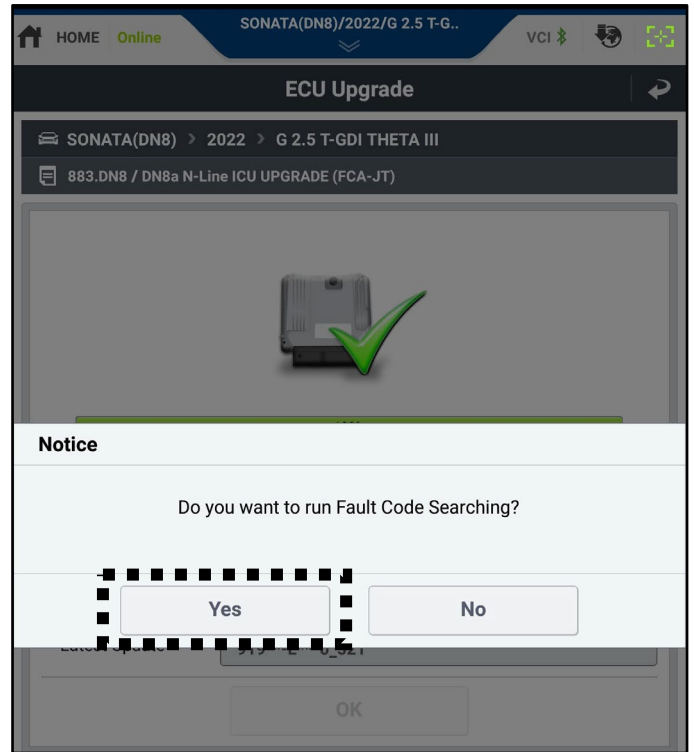 HOME Online SONATA(DN8)/2022/G 2.5 T-G.. VCI
ECU Upgrade
SONATA(DN8) > 2022 > G 2.5 T-GDI THETA III
883.DN8 / DN8a N-Line ICU UPGRADE (FCA-JT)
Notice
Do you want to run Fault Code Searching?
Yes No
OK